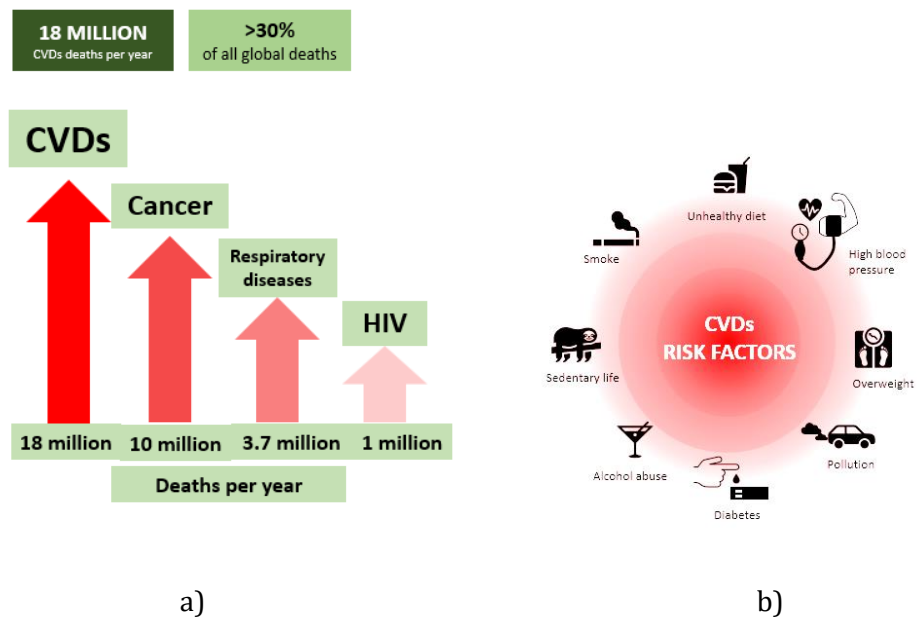 18 MILLION
CVDs deaths per year
>30%
of all global deaths
CVDs
Cancer
Respiratory
diseases
HIV
18 million
10 million
3.7 million
1 million
Deaths per year
a)
Unhealthy diet
Smoke
High blood
pressure
CVDs
RISK FACTORS
Sedentary life
Overweight
Alcohol abuse
Pollution
Diabetes
b)